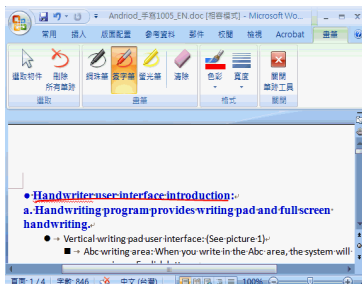 Andriod_手寫1005_EN.doc [相容模式] - Microsoft Wo...
常用 插入 版面配置 參考資料 郵件 校閱 檢視 Acrobat 畫筆
選取物件 刪除所有筆跡 鋼珠筆 簽字筆 螢光筆 清除 色彩 寬度 關閉筆跡工具
選取 畫筆 格式 關閉
Handwriter user interface introduction:
a. Handwriting program provides writing pad and full screen
handwriting.
Vertical writing pad user interface: (See picture 1)
Abc writing area: When you write in the Abc area, the system will
頁面: 1 / 4 字數: 846 中文 (台灣) 100%